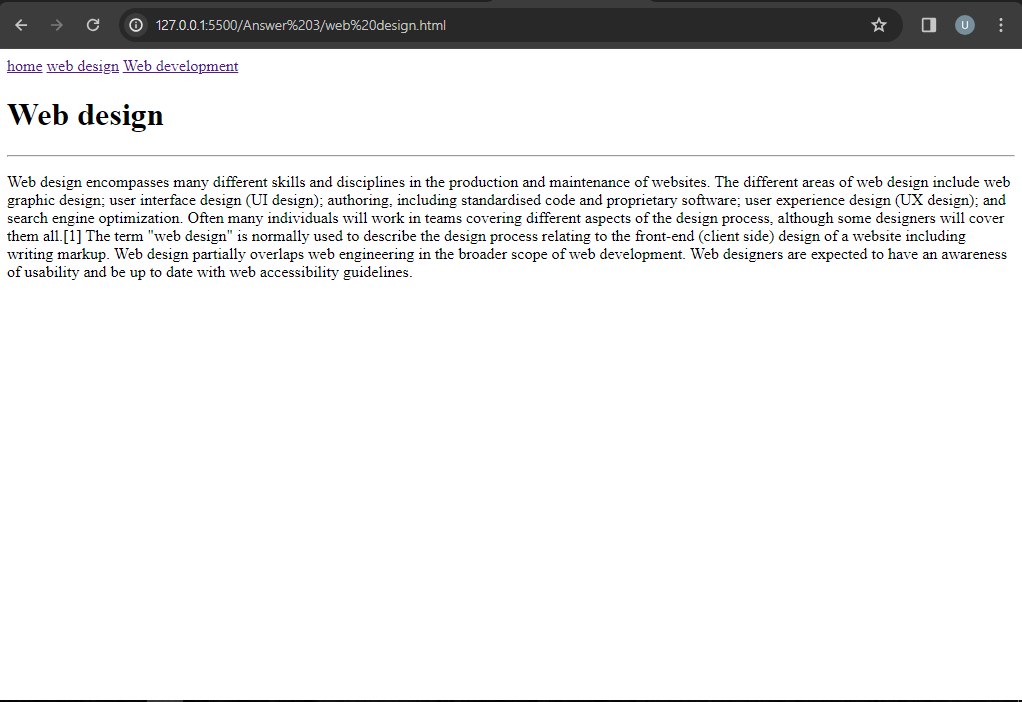 127.0.0.1:5500/Answer%203/web%20design.html
U
home web design Web development
Web design
Web design encompasses many different skills and disciplines in the production and maintenance of websites. The different areas of web design include web
graphic design; user interface design (UI design); authoring, including standardised code and proprietary software; user experience design (UX design); and
search engine optimization. Often many individuals will work in teams covering different aspects of the design process, although some designers will cover
them all.[1] The term "web design" is normally used to describe the design process relating to the front-end (client side) design of a website including
writing markup. Web design partially overlaps web engineering in the broader scope of web development. Web designers are expected to have an awareness
of usability and be up to date with web accessibility guidelines.